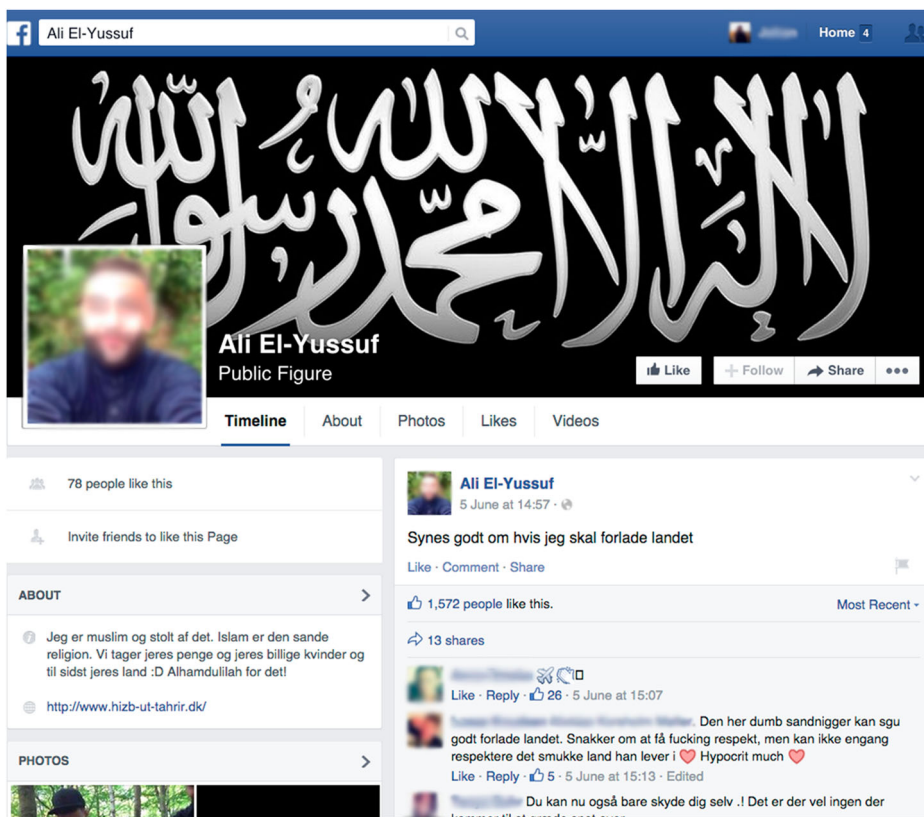 Ali El-Yussuf
Home 4
لا إله إلا الله محمد رسول الله
Ali El-Yussuf
Public Figure
Like
Follow
Share
Timeline About Photos Likes Videos
78 people like this
Invite friends to like this Page
ABOUT
Jeg er muslim og stolt af det. Islam er den sande
religion. Vi tager jeres penge og jeres billige kvinder og
til sidst jeres land :D Alhamdulilah for det!
http://www.hizb-ut-tahrir.dk/
PHOTOS
Ali El-Yussuf
5 June at 14:57 ·
Synes godt om hvis jeg skal forlade landet
Like · Comment · Share
1,572 people like this.
Most Recent
13 shares
Like · Reply · 26 · 5 June at 15:07
. Den her dumb sandnigger kan sgu
godt forlade landet. Snakker om at få fucking respekt, men kan ikke engang
respektere det smukke land han lever i ❤ Hypocrit much ❤
Like · Reply · 5 · 5 June at 15:13 · Edited
Du kan nu også bare skyde dig selv .! Det er der vel ingen der